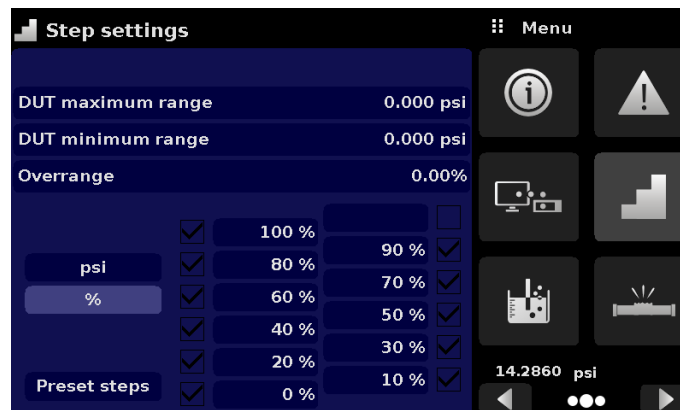 Step settings
Menu
DUT maximum range 0.000 psi
DUT minimum range 0.000 psi
Overrange 0.00%
100 %
90 %
psi
80 %
70 %
%
60 %
50 %
40 %
30 %
20 %
10 %
Preset steps
0 %
14.2860 psi